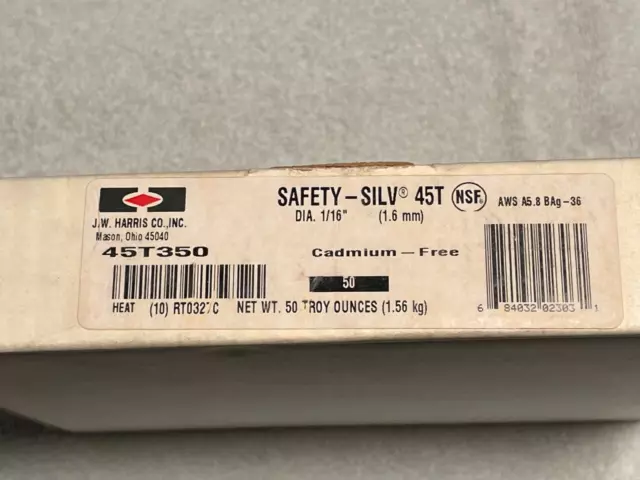 SAFETY–SILV® 45T NSF® AWS A5.8 BAg–36
DIA. 1/16" (1.6 mm)
J.W. HARRIS CO., INC.
Mason, Ohio 45040
45T350 Cadmium – Free
50
HEAT (10) RT0327C NET WT. 50 TROY OUNCES (1.56 kg)
6 84032 02303 1